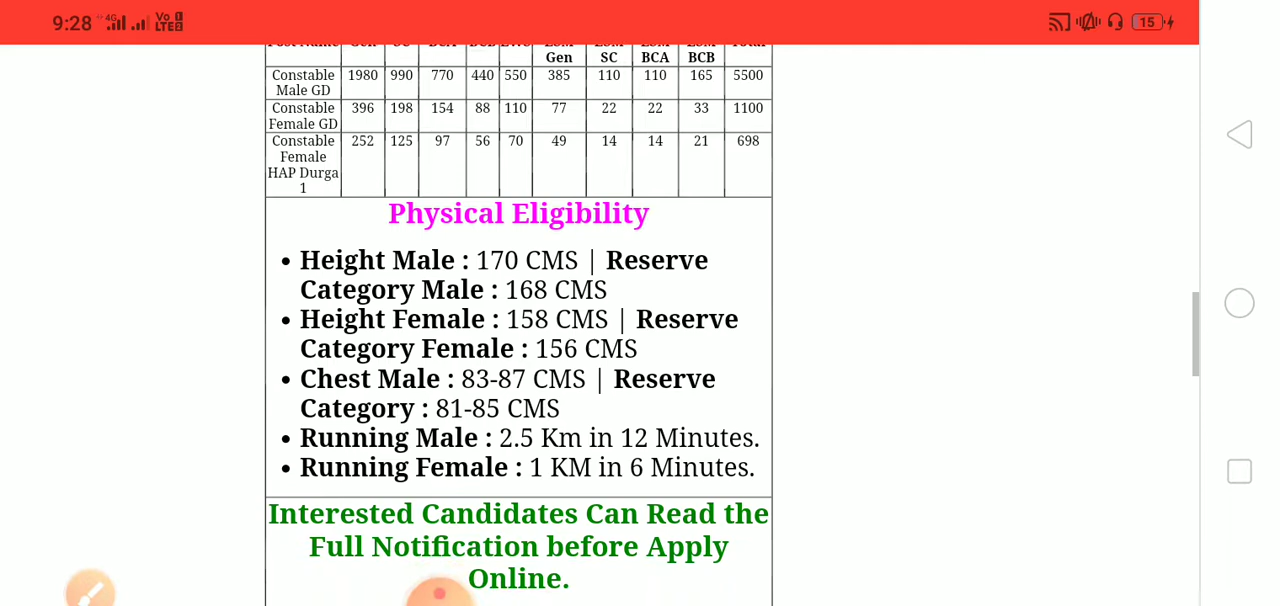 9:28 4G Vo LTE 15
Gen SC BCA BCB
Constable 1980 990 770 440 550 385 110 110 165 5500
Male GD
Constable 396 198 154 88 110 77 22 22 33 1100
Female GD
Constable 252 125 97 56 70 49 14 14 21 698
Female
HAP Durga
1
Physical Eligibility
• Height Male : 170 CMS | Reserve
Category Male : 168 CMS
• Height Female : 158 CMS | Reserve
Category Female : 156 CMS
• Chest Male : 83-87 CMS | Reserve
Category : 81-85 CMS
• Running Male : 2.5 Km in 12 Minutes.
• Running Female : 1 KM in 6 Minutes.
Interested Candidates Can Read the
Full Notification before Apply
Online.